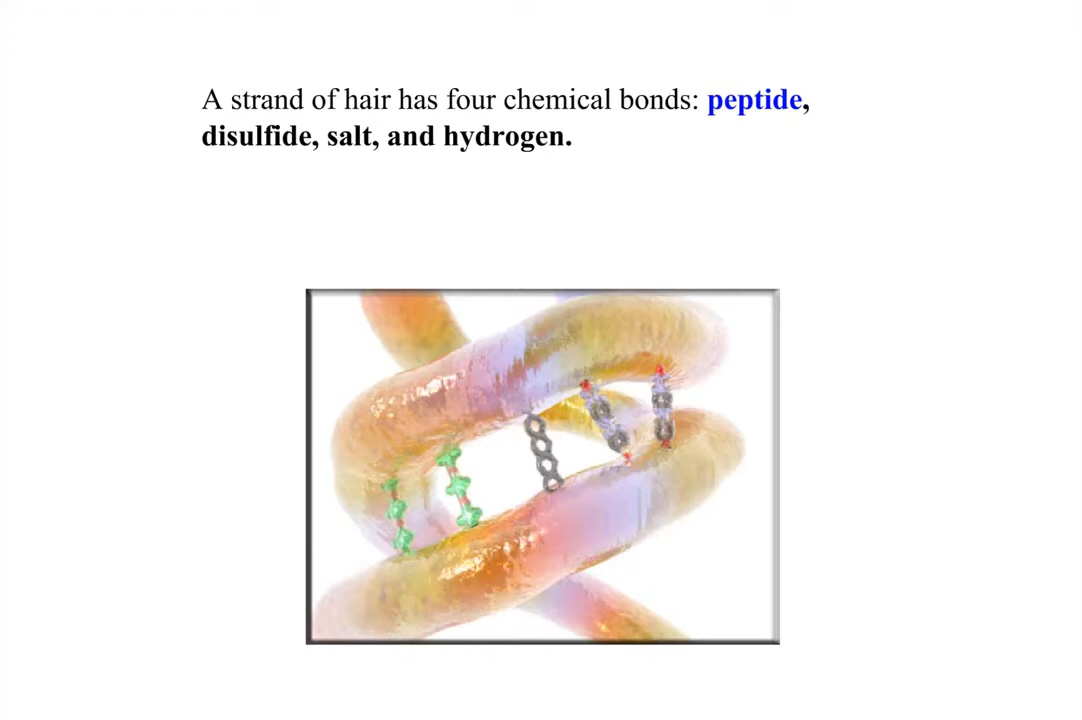 A strand of hair has four chemical bonds: peptide,
disulfide, salt, and hydrogen.